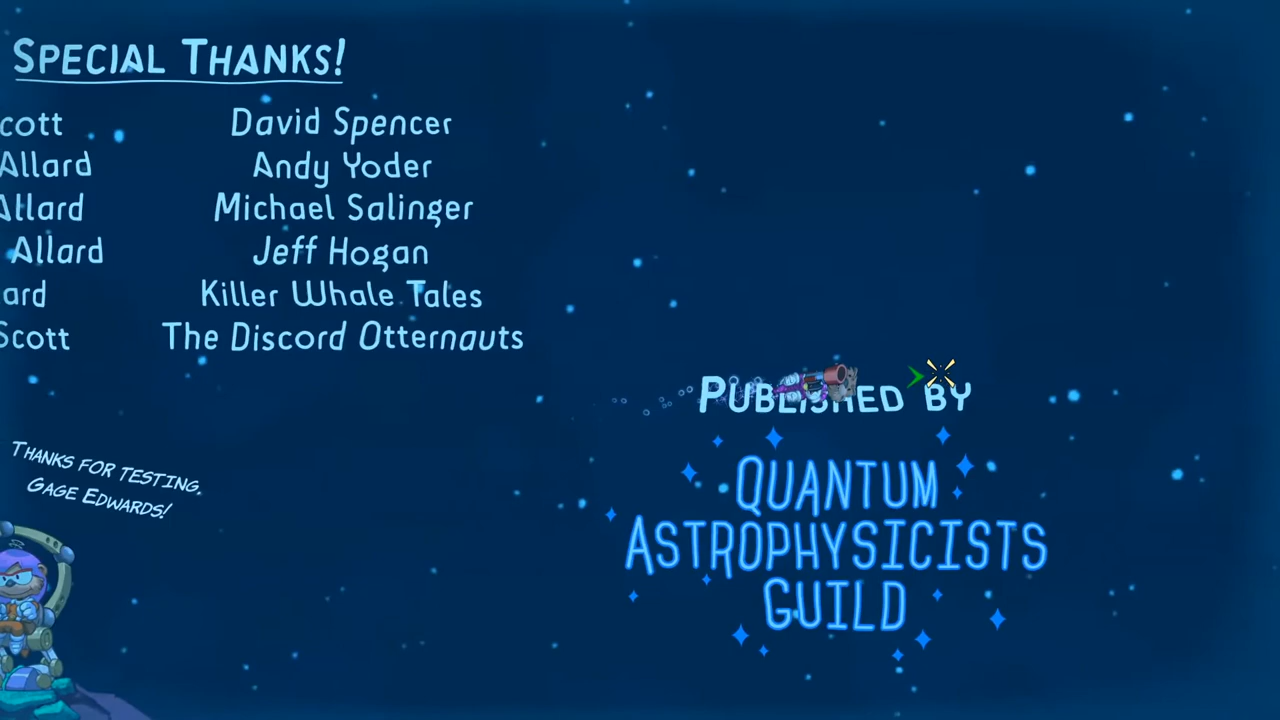 SPECIAL THANKS!
cott David Spencer
Allard Andy Yoder
Allard Michael Salinger
Allard Jeff Hogan
ard Killer Whale Tales
Scott The Discord Otternauts
PUBLISHED BY
QUANTUM
ASTROPHYSICISTS
GUILD
THANKS FOR TESTING,
GAGE EDWARDS!